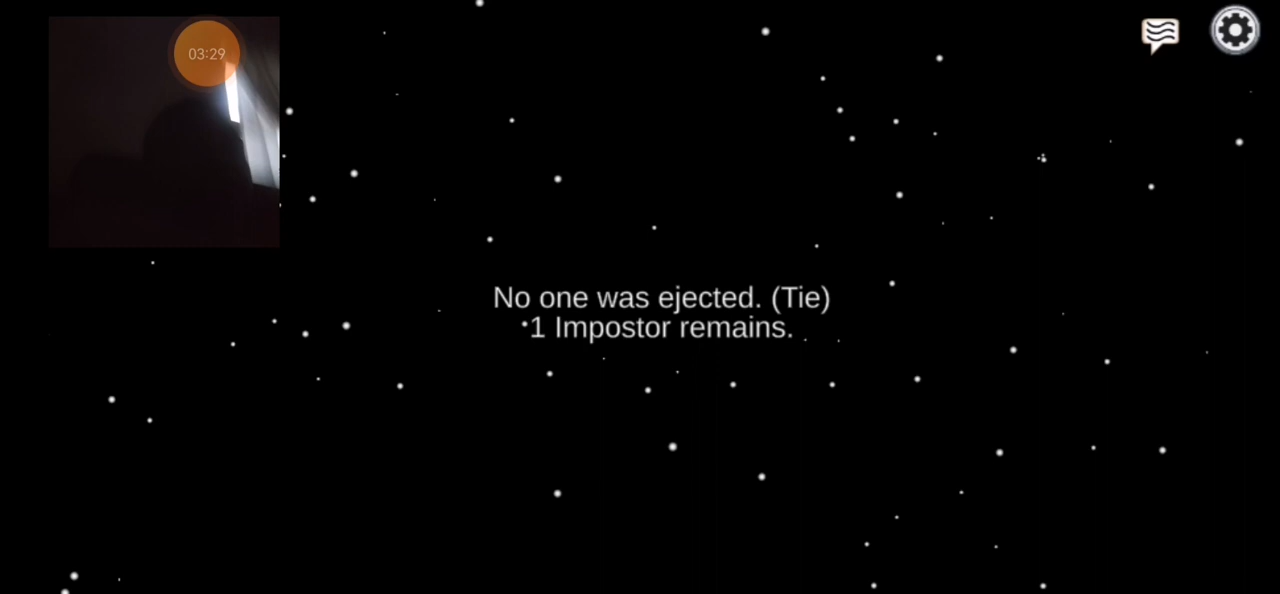 03:29
No one was ejected. (Tie)
1 Impostor remains.